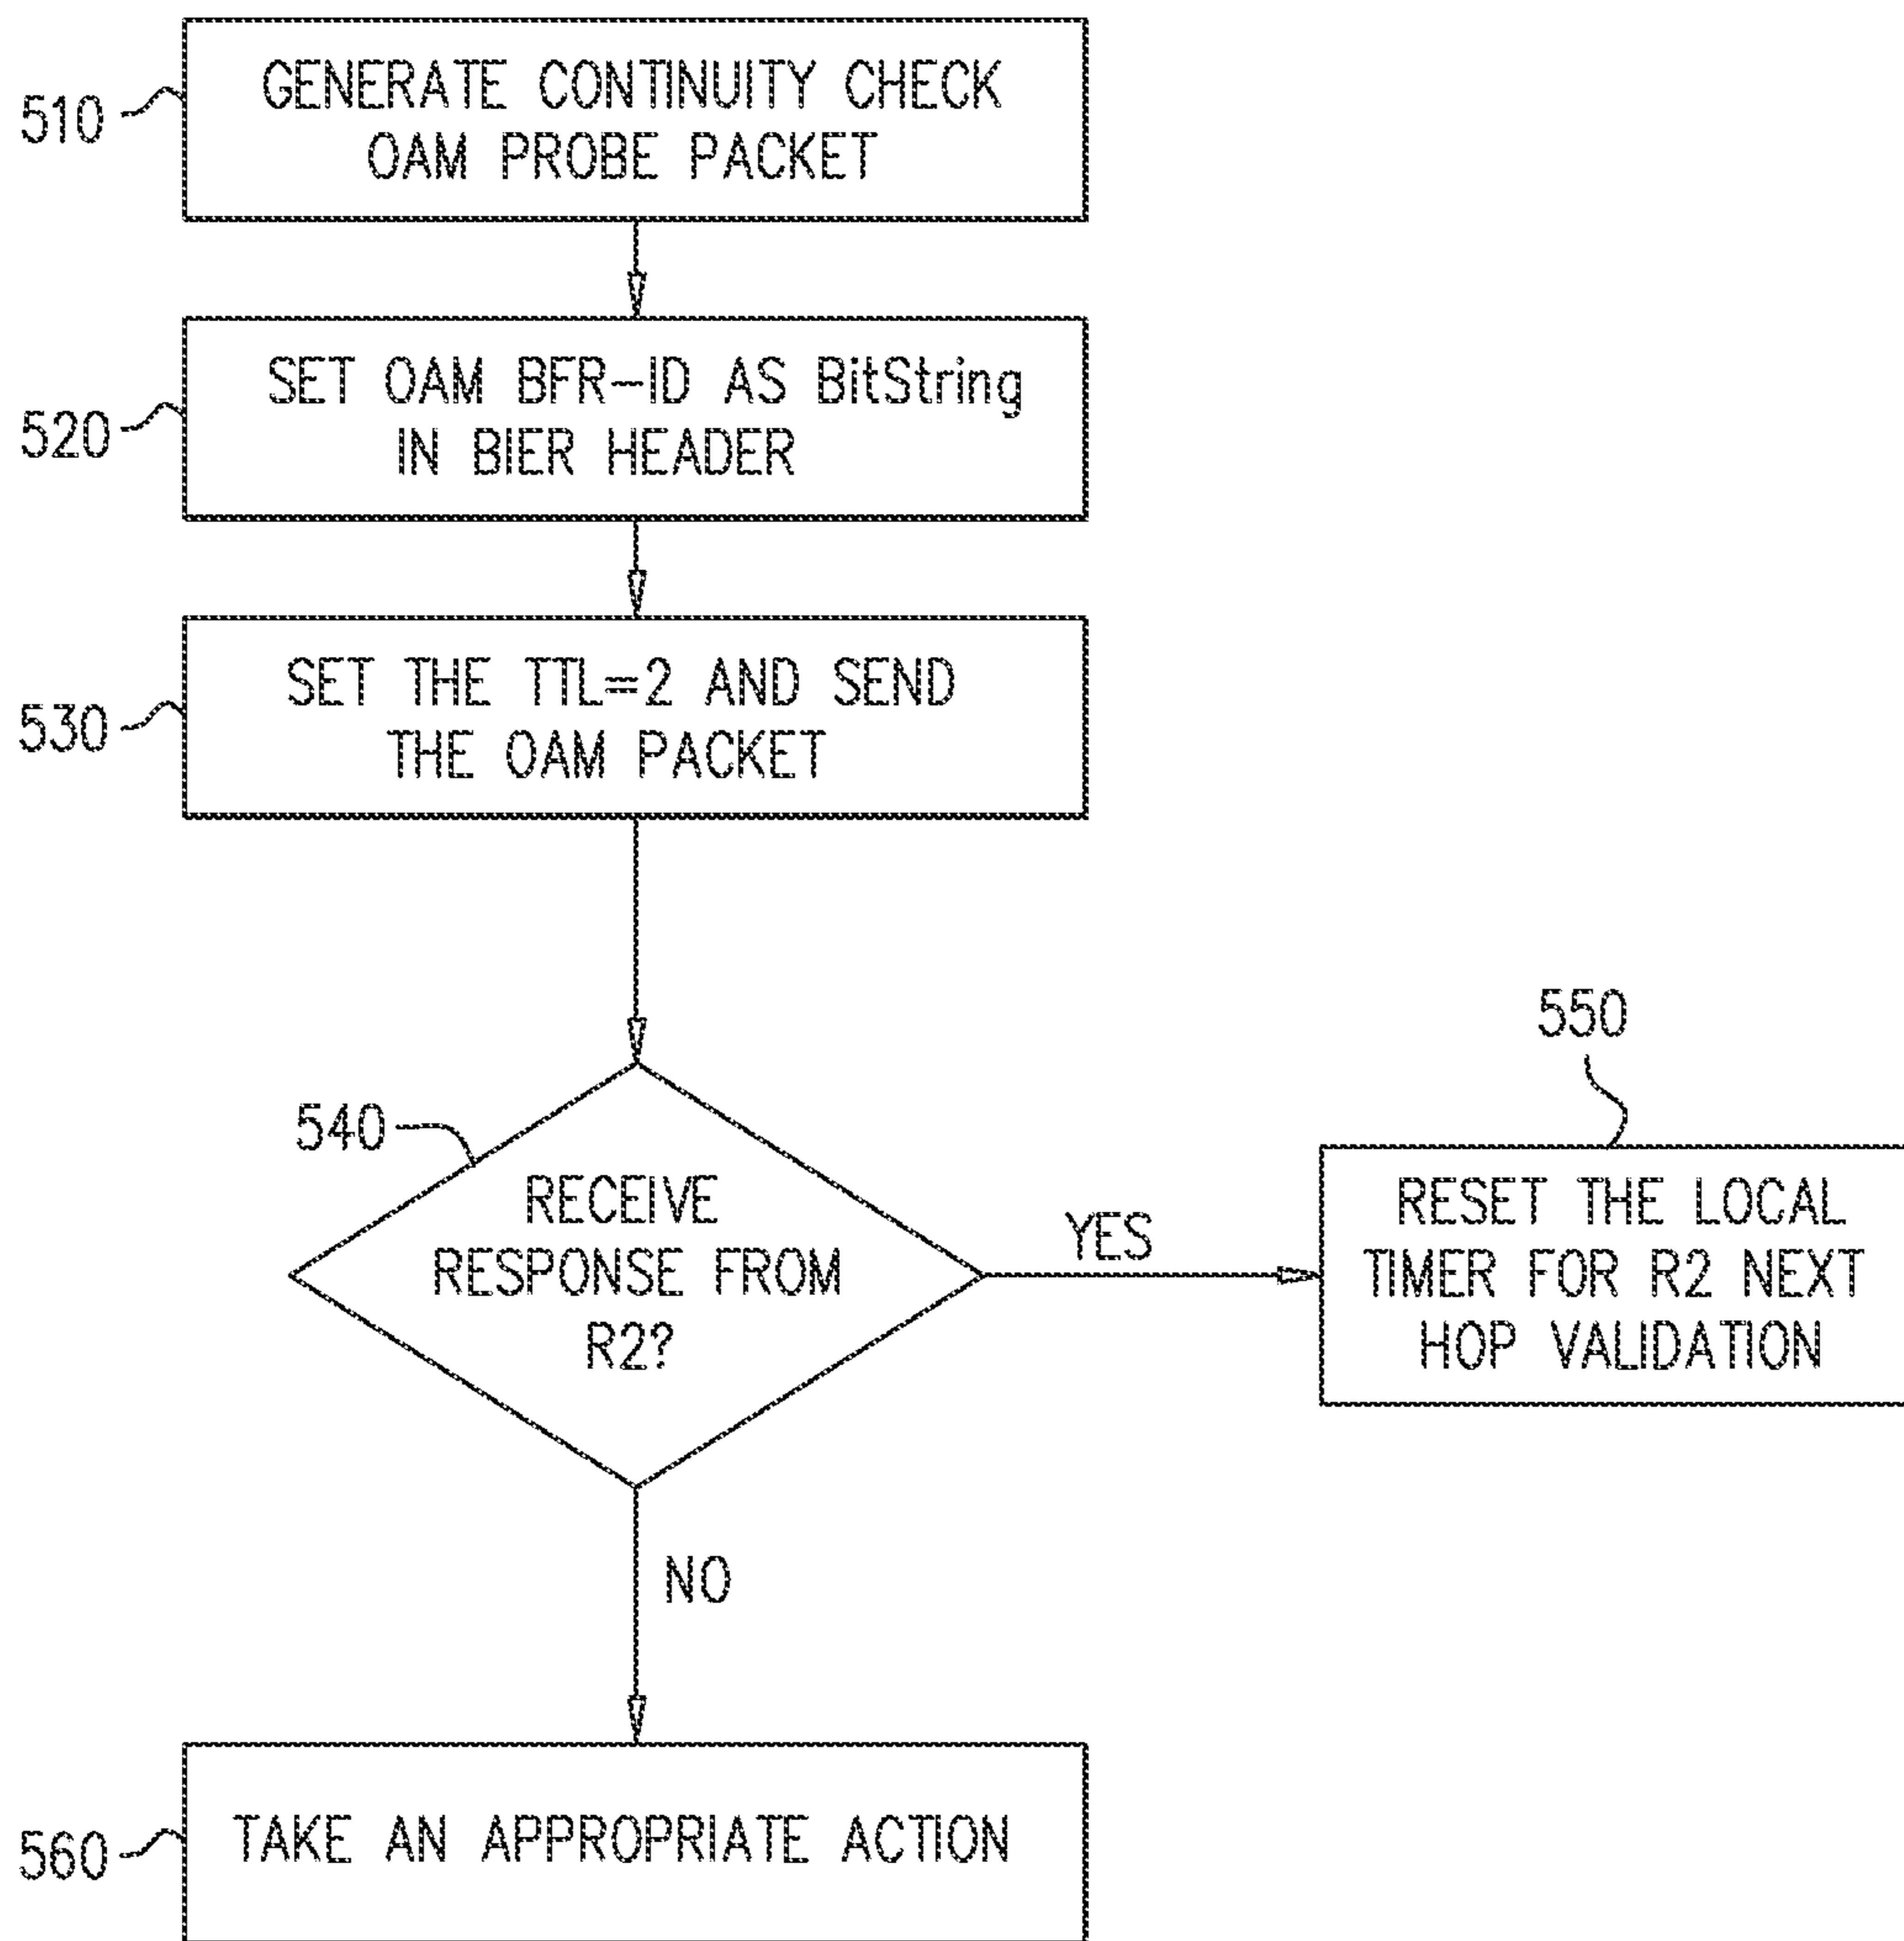 510
GENERATE CONTINUITY CHECK
OAM PROBE PACKET
520
SET OAM BFR-ID AS BitString
IN BIER HEADER
530
SET THE TTL=2 AND SEND
THE OAM PACKET
540
RECEIVE
RESPONSE FROM
R2?
YES
550
RESET THE LOCAL
TIMER FOR R2 NEXT
HOP VALIDATION
NO
560
TAKE AN APPROPRIATE ACTION